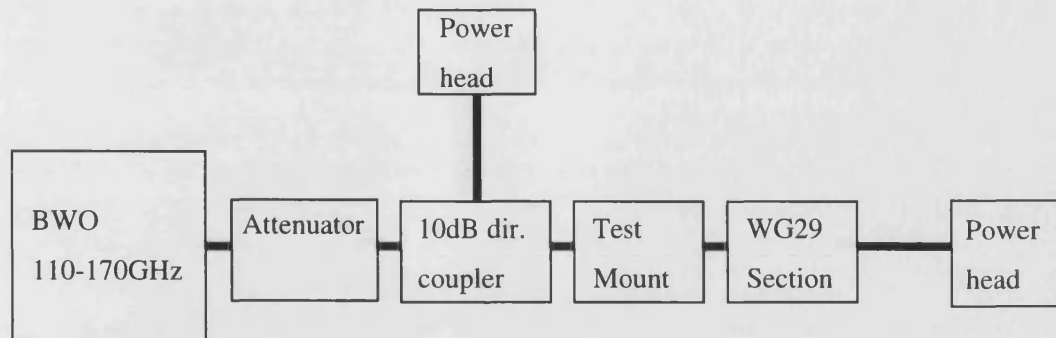 Power
head
BWO
110-170GHz
Attenuator
10dB dir.
coupler
Test
Mount
WG29
Section
Power
head